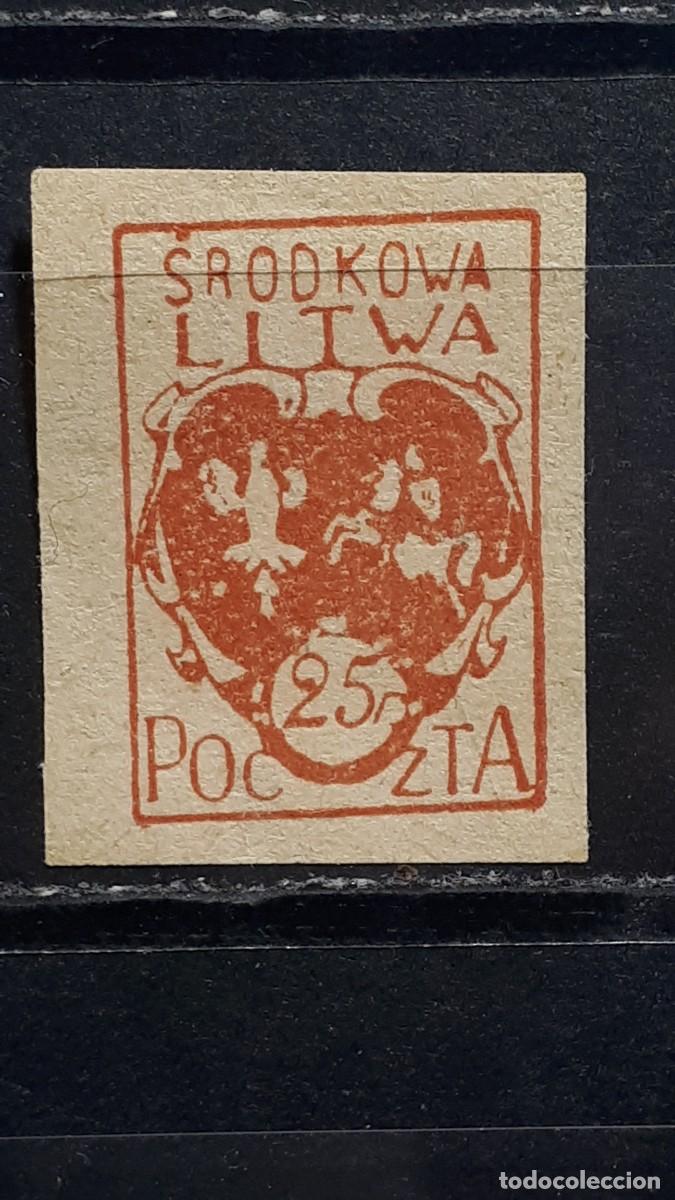 ŚRODKOWA
LITWA
25 F
POCZTA
todocoleccion